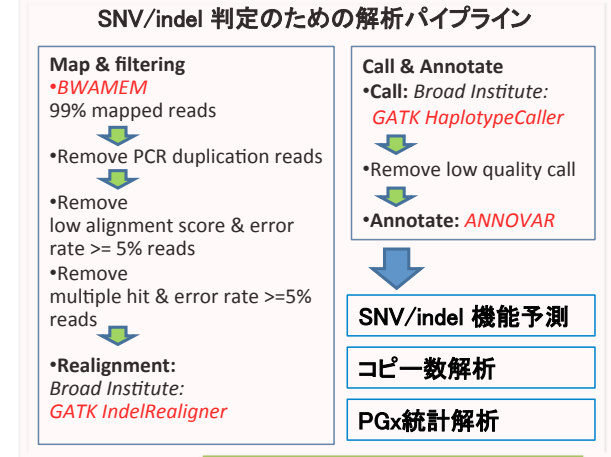 SNV/indel 判定のための解析パイプライン
Map & filtering
•BWAMEM
99% mapped reads
•Remove PCR duplication reads
•Remove
low alignment score & error
rate >= 5% reads
•Remove
multiple hit & error rate >=5%
reads
•Realignment:
Broad Institute:
GATK IndelRealigner
Call & Annotate
•Call: Broad Institute:
GATK HaplotypeCaller
•Remove low quality call
•Annotate: ANNOVAR
SNV/indel 機能予測
コピー数解析
PGx統計解析